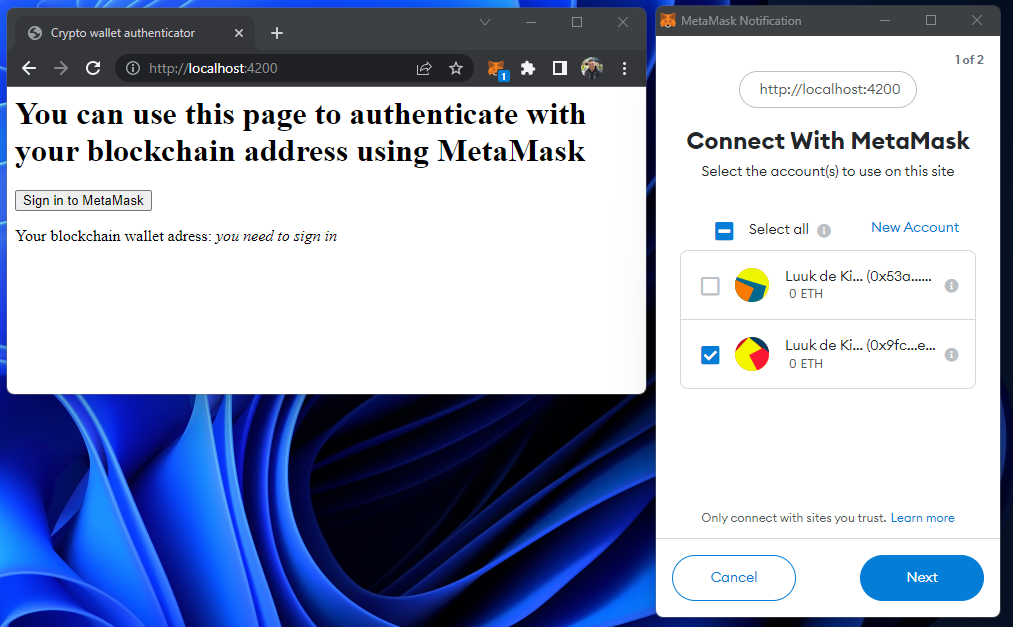 Crypto wallet authenticator
http://localhost:4200
1
You can use this page to authenticate with
your blockchain address using MetaMask
Sign in to MetaMask
Your blockchain wallet adress: you need to sign in
MetaMask Notification
1 of 2
http://localhost:4200
Connect With MetaMask
Select the account(s) to use on this site
Select all
New Account
Luuk de Ki... (0x53a......
0 ETH
Luuk de Ki... (0x9fc...e...
0 ETH
Only connect with sites you trust. Learn more
Cancel
Next